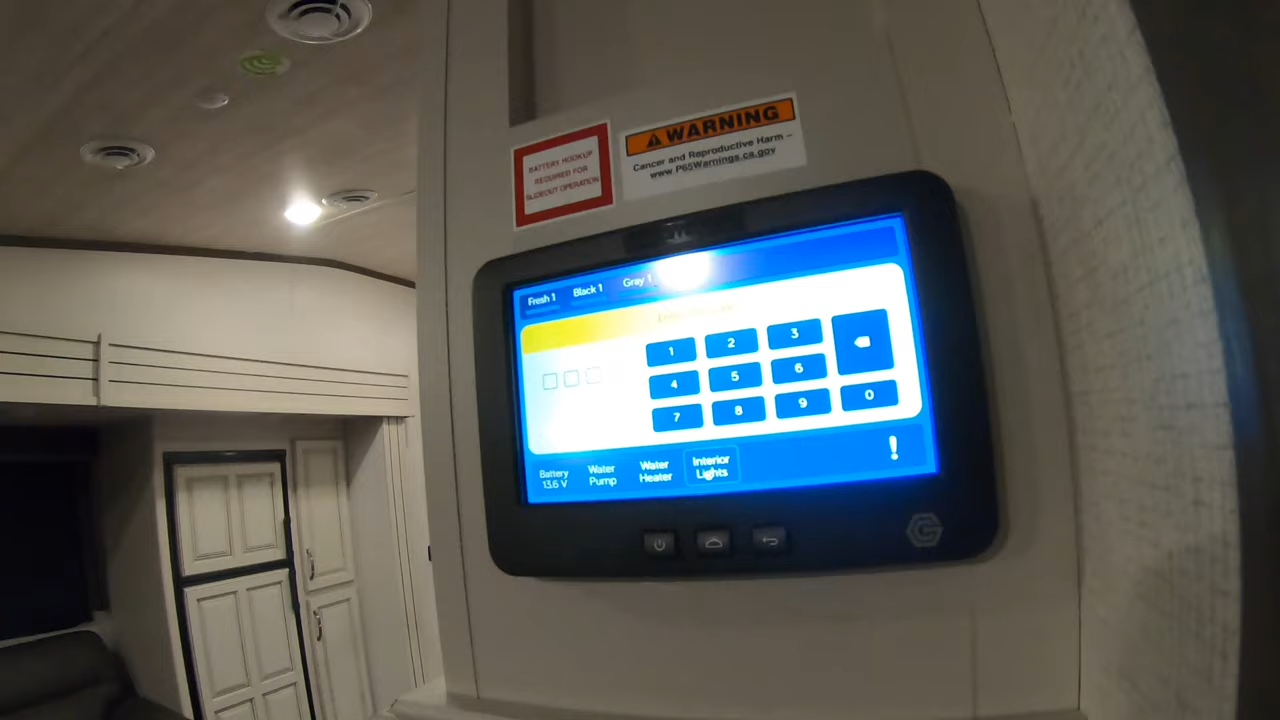 WARNING
Cancer and Reproductive Harm –
www.P65Warnings.ca.gov
BATTERY HOOKUP
REQUIRED FOR
SLIDEOUT OPERATION
Fresh 1 Black 1 Gray 1
1 2 3
4 5 6
7 8 9 0
Battery
13.6 V
Water
Pump
Water
Heater
Interior
Lights
!